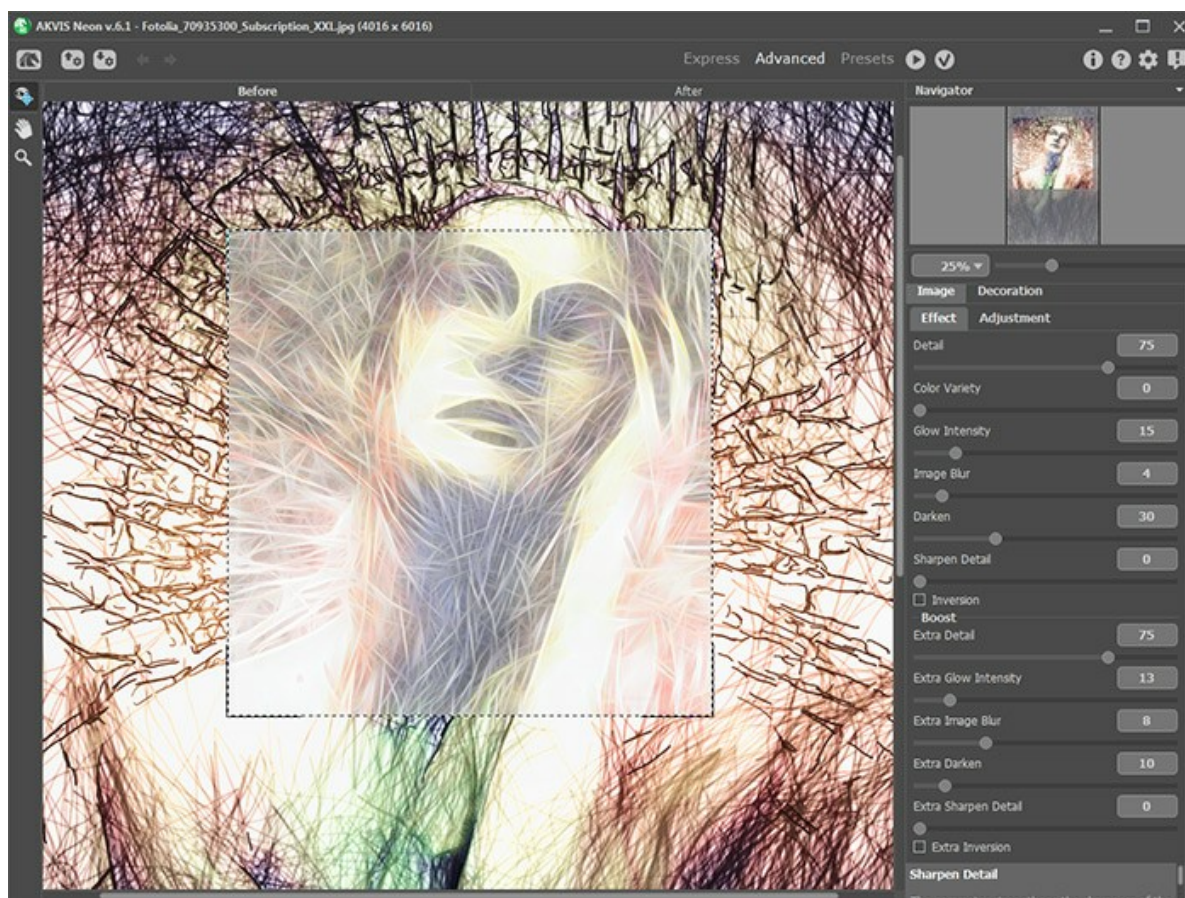 AKVIS Neon v.6.1 - Fotolia_70935300_Subscription_XXL.jpg (4016 x 6016)
Express Advanced Presets
Before After
Navigator
25%
Image Decoration
Effect Adjustment
Detail 75
Color Variety 0
Glow Intensity 15
Image Blur 4
Darken 30
Sharpen Detail 0
Inversion
Boost
Extra Detail 75
Extra Glow Intensity 13
Extra Image Blur 8
Extra Darken 10
Extra Sharpen Detail 0
Extra Inversion
Sharpen Detail